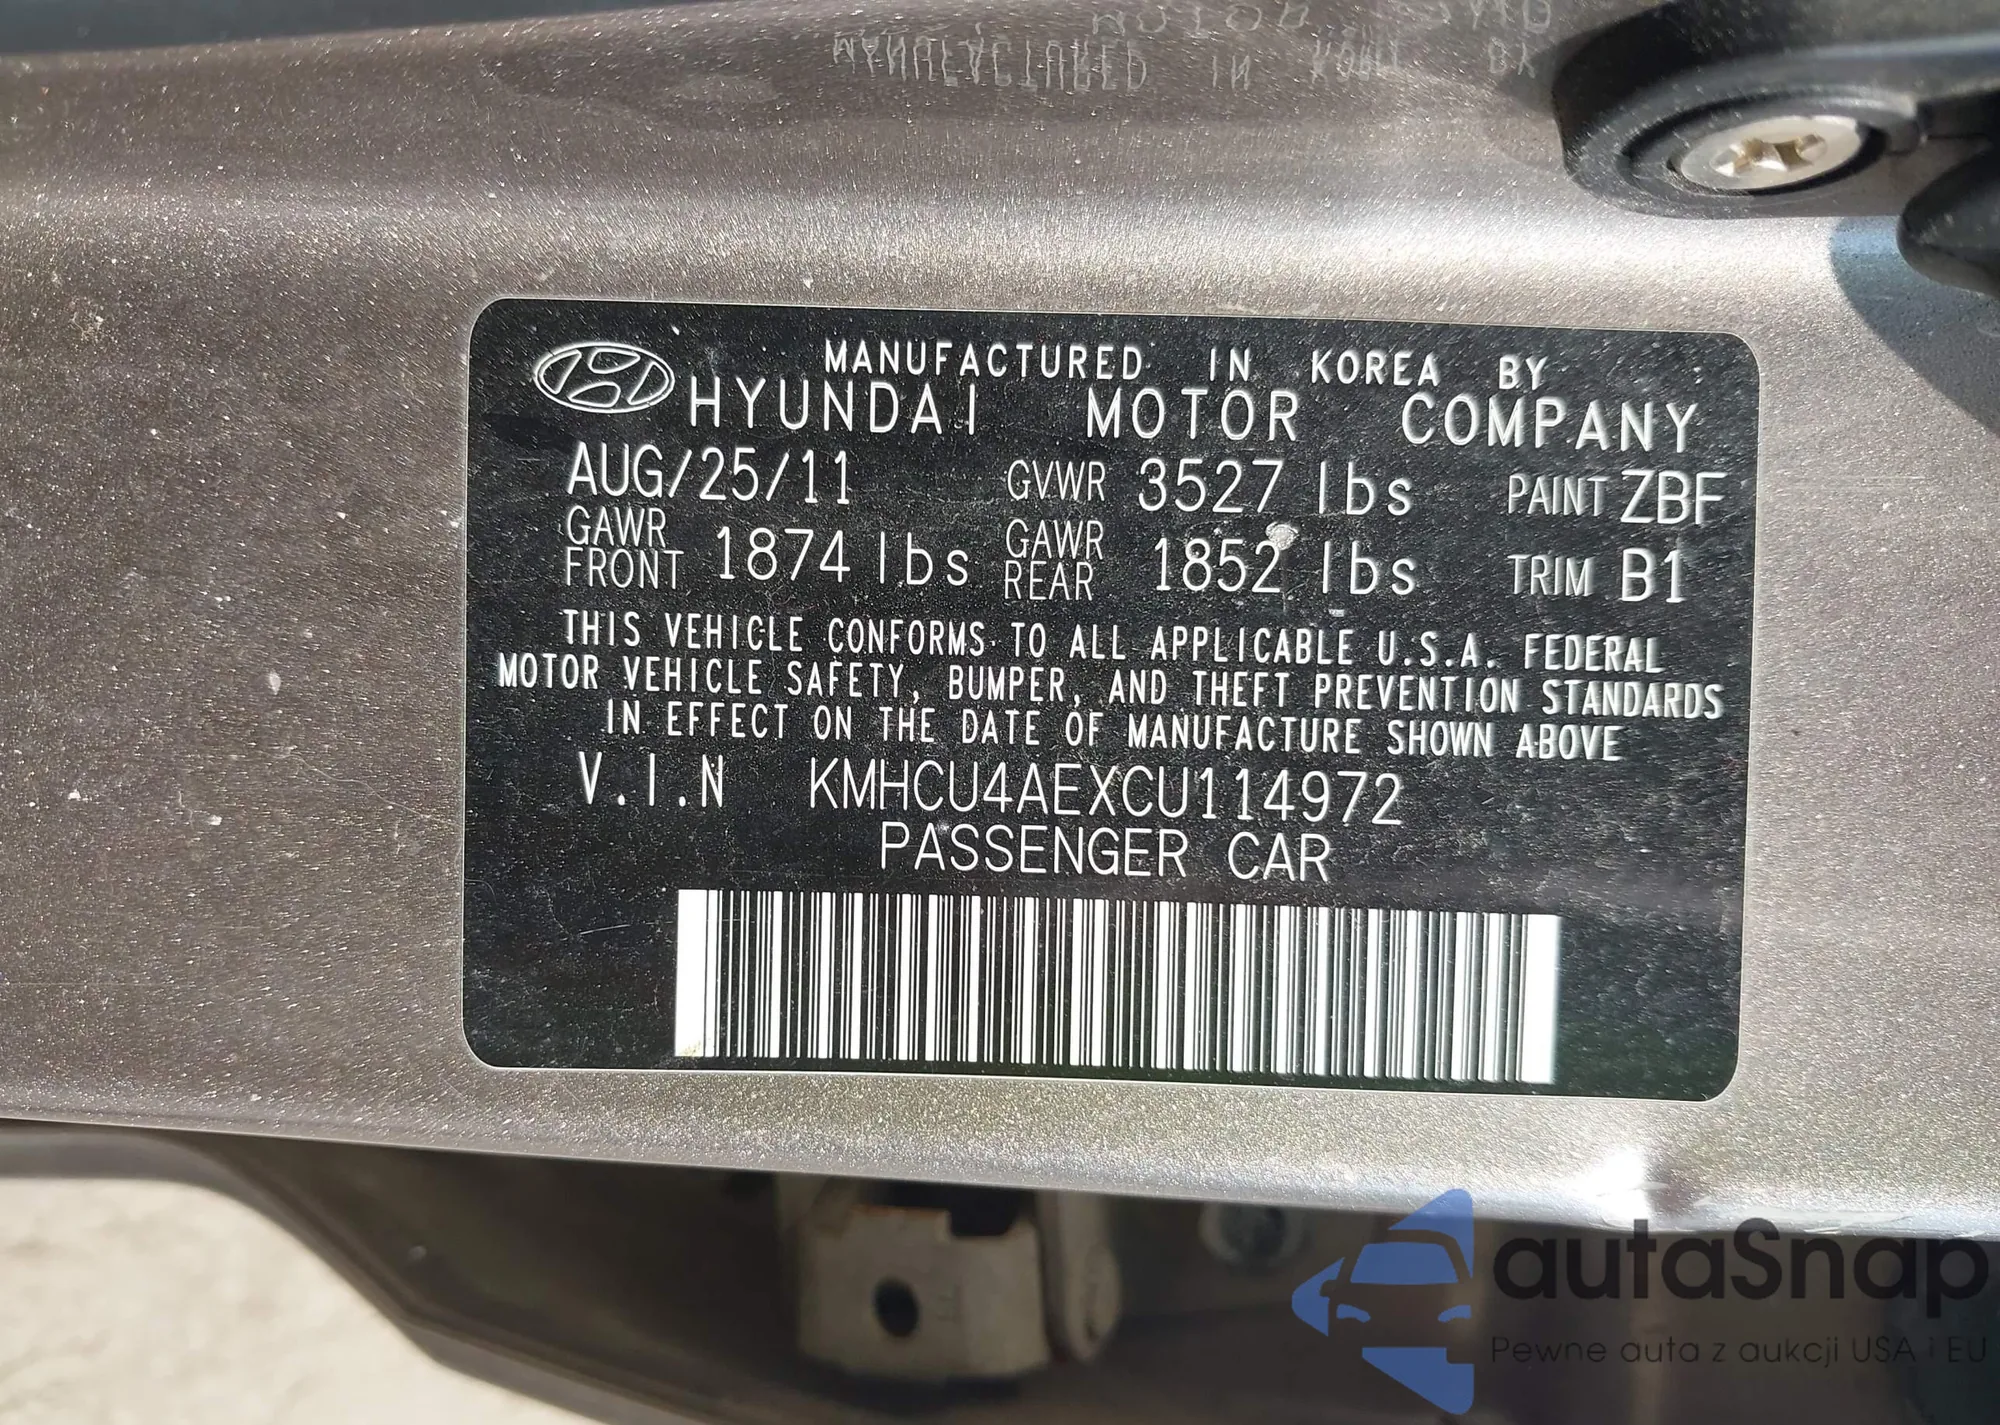 MANUFACTURED IN KOREA BY
HYUNDAI MOTOR COMPANY
AUG/25/11 GVWR 3527 lbs PAINT ZBF
GAWR FRONT 1874 lbs GAWR REAR 1852 lbs TRIM B1
THIS VEHICLE CONFORMS TO ALL APPLICABLE U.S.A. FEDERAL
MOTOR VEHICLE SAFETY, BUMPER, AND THEFT PREVENTION STANDARDS
IN EFFECT ON THE DATE OF MANUFACTURE SHOWN ABOVE
V.I.N KMHCU4AEXCU114972
PASSENGER CAR
autaSnap
Pewne auta z aukcji USA i EU